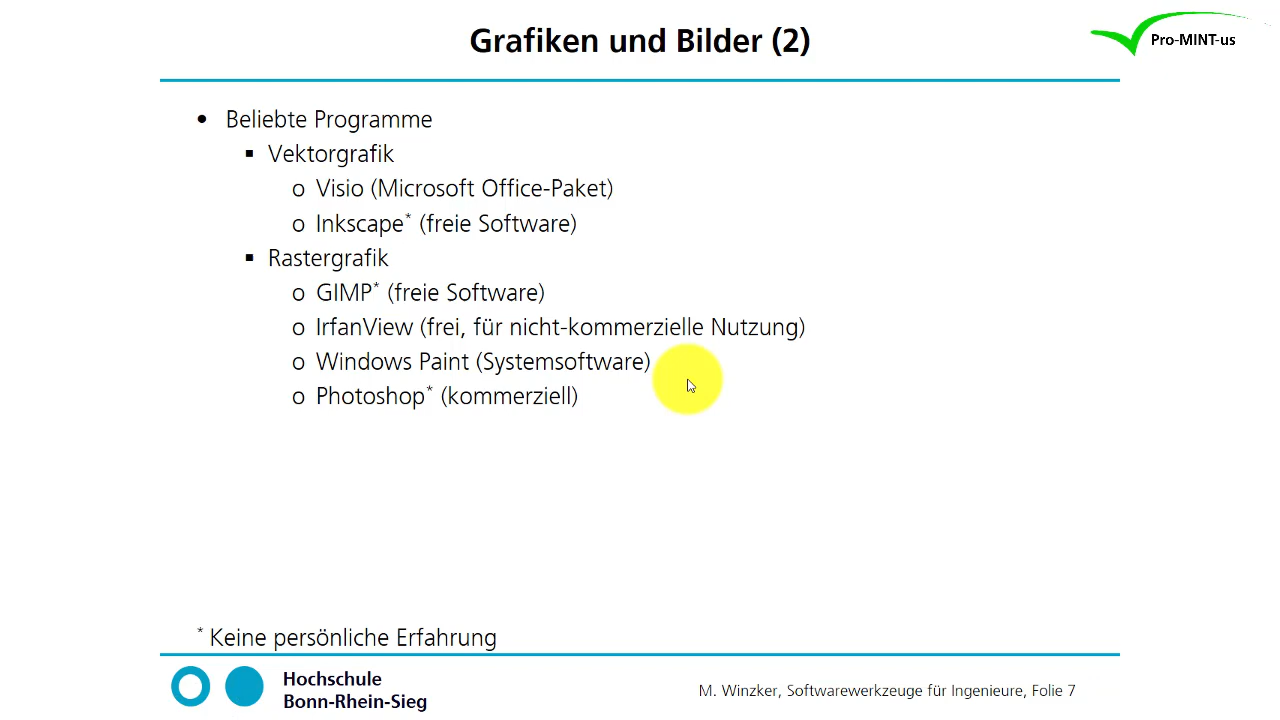 Grafiken und Bilder (2)
Pro-MINT-us
• Beliebte Programme
▪ Vektorgrafik
o Visio (Microsoft Office-Paket)
o Inkscape* (freie Software)
▪ Rastergrafik
o GIMP* (freie Software)
o IrfanView (frei, für nicht-kommerzielle Nutzung)
o Windows Paint (Systemsoftware)
o Photoshop* (kommerziell)
* Keine persönliche Erfahrung
Hochschule
Bonn-Rhein-Sieg
M. Winzker, Softwarewerkzeuge für Ingenieure, Folie 7